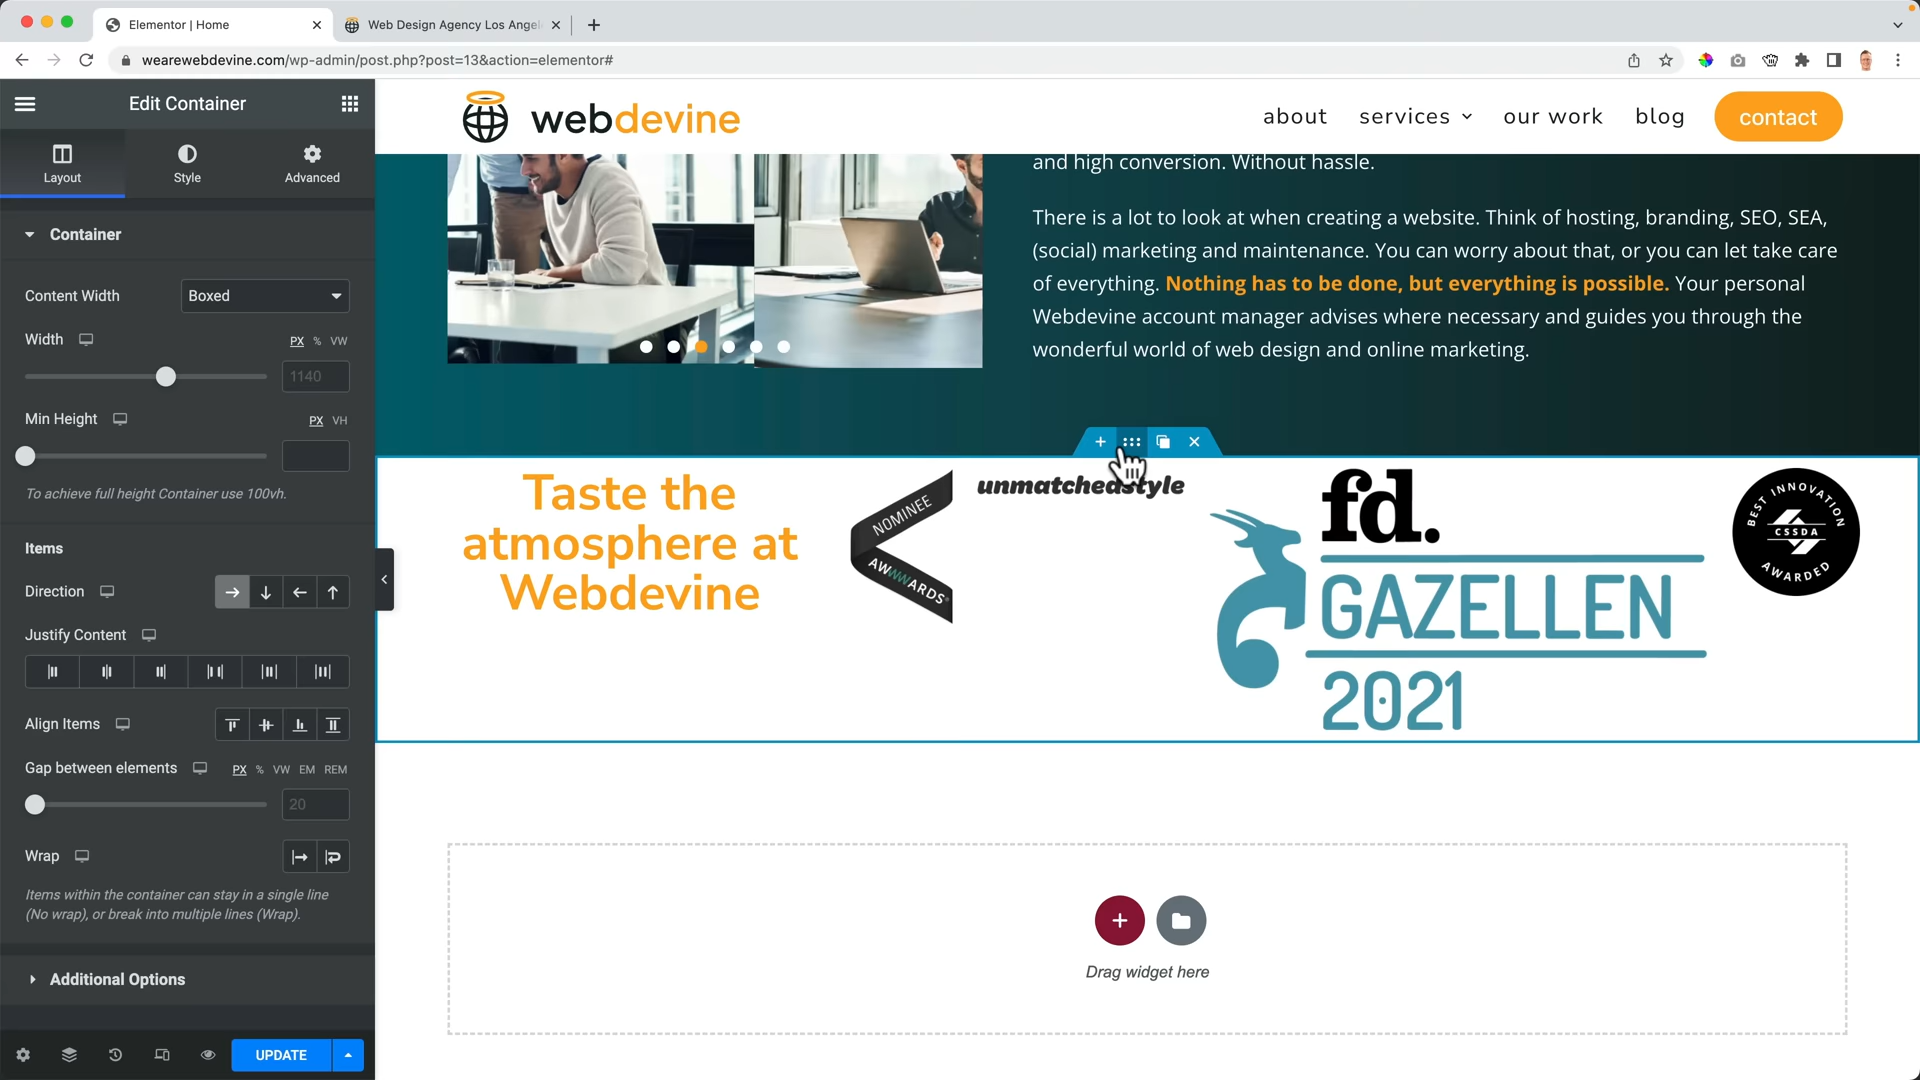 Elementor | Home
Web Design Agency Los Angel
wearewebdevine.com/wp-admin/post.php?post=13&action=elementor#
Edit Container
Layout
Style
Advanced
Container
Content Width
Boxed
Width
PX % VW
1140
Min Height
PX VH
To achieve full height Container use 100vh.
Items
Direction
Justify Content
Align Items
Gap between elements
PX % VW EM REM
20
Wrap
Items within the container can stay in a single line
(No wrap), or break into multiple lines (Wrap).
Additional Options
UPDATE
webdevine
about services our work blog contact
and high conversion. Without hassle.
There is a lot to look at when creating a website. Think of hosting, branding, SEO, SEA,
(social) marketing and maintenance. You can worry about that, or you can let take care
of everything. Nothing has to be done, but everything is possible. Your personal
Webdevine account manager advises where necessary and guides you through the
wonderful world of web design and online marketing.
Taste the
atmosphere at
Webdevine
NOMINEE
AWWWARDS
unmatchedstyle
fd.
GAZELLEN
2021
BEST INNOVATION
CSSDA
AWARDED
Drag widget here